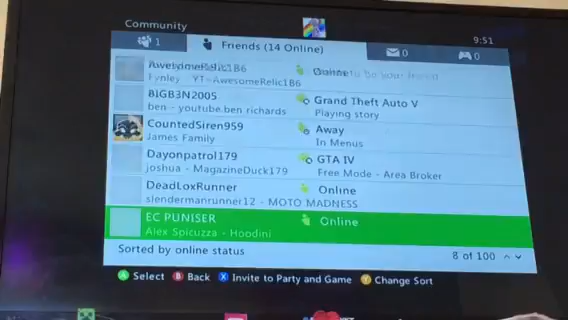 Community
1
Friends (14 Online)
0
0
9:51
AwesomeRelic1B6
Fynley YT-AwesomeRelic1B6
Online
BIGB3N2005
ben - youtube.ben richards
Grand Theft Auto V
Playing story
CountedSiren959
James Family
Away
In Menus
Dayonpatrol179
joshua - MagazineDuck179
GTA IV
Free Mode - Area Broker
DeadLoxRunner
slendermanrunner12 - MOTO MADNESS
Online
EC PUNISER
Alex Spicuzza - Hoodini
Online
Sorted by online status
8 of 100
A Select B Back X Invite to Party and Game Y Change Sort